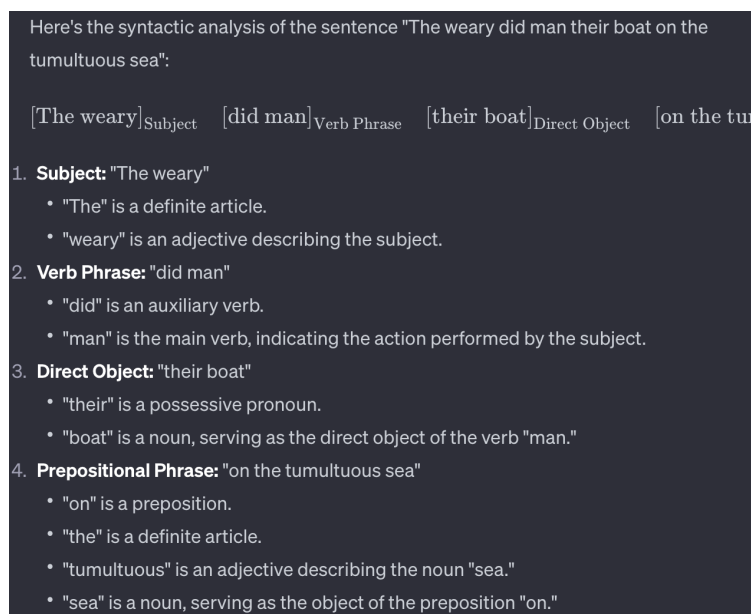 Here's the syntactic analysis of the sentence "The weary did man their boat on the
tumultuous sea":
[The weary]Subject [did man]Verb Phrase [their boat]Direct Object [on the tu
1. Subject: "The weary"
• "The" is a definite article.
• "weary" is an adjective describing the subject.
2. Verb Phrase: "did man"
• "did" is an auxiliary verb.
• "man" is the main verb, indicating the action performed by the subject.
3. Direct Object: "their boat"
• "their" is a possessive pronoun.
• "boat" is a noun, serving as the direct object of the verb "man."
4. Prepositional Phrase: "on the tumultuous sea"
• "on" is a preposition.
• "the" is a definite article.
• "tumultuous" is an adjective describing the noun "sea."
• "sea" is a noun, serving as the object of the preposition "on."